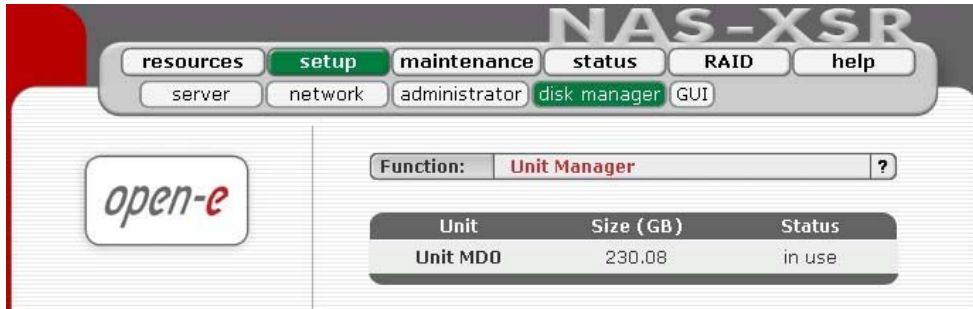 NAS-XSR
resources setup maintenance status RAID help
server network administrator disk manager GUI
open-e
Function: Unit Manager ?
Unit Size (GB) Status
Unit MD0 230.08 in use